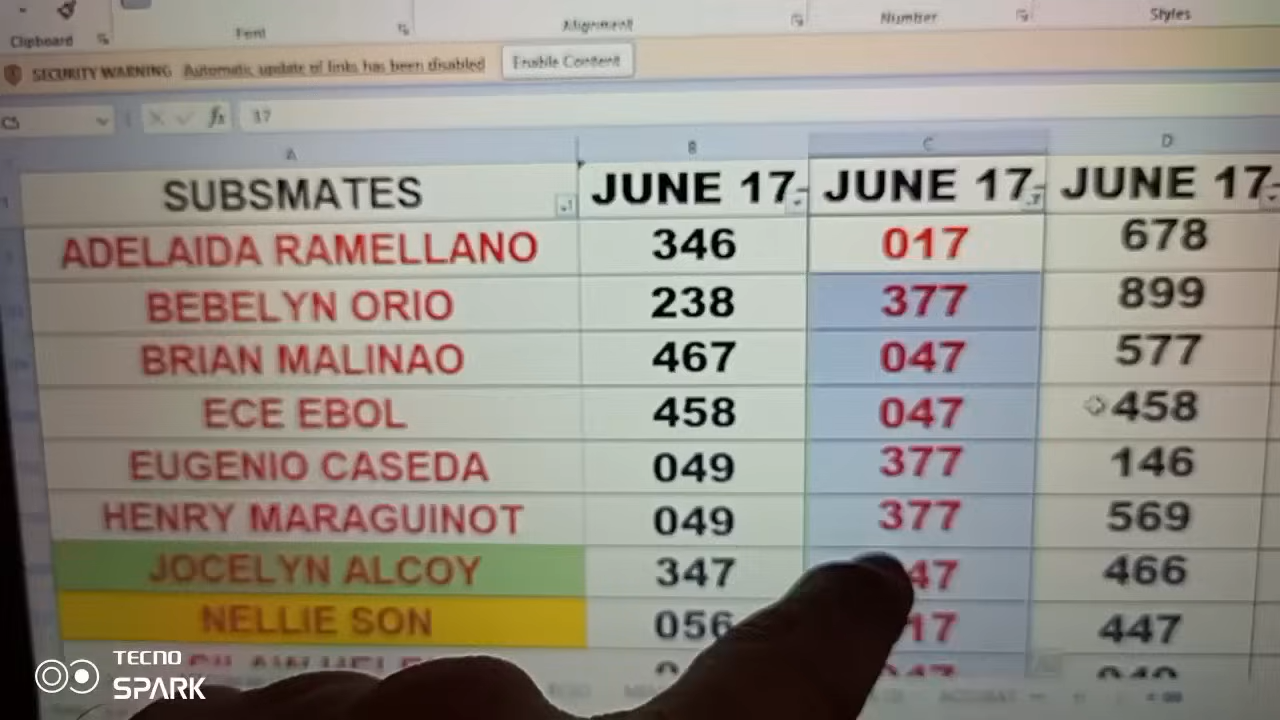 Clipboard Font Alignment Number Styles
SECURITY WARNING Automatic update of links has been disabled Enable Content
C5 fx 17
A B C D
SUBSMATES JUNE 17 JUNE 17 JUNE 17
ADELAIDA RAMELLANO 346 017 678
BEBELYN ORIO 238 377 899
BRIAN MALINAO 467 047 577
ECE EBOL 458 047 458
EUGENIO CASEDA 049 377 146
HENRY MARAGUINOT 049 377 569
JOCELYN ALCOY 347 47 466
NELLIE SON 056 17 447
TECNO
SPARK